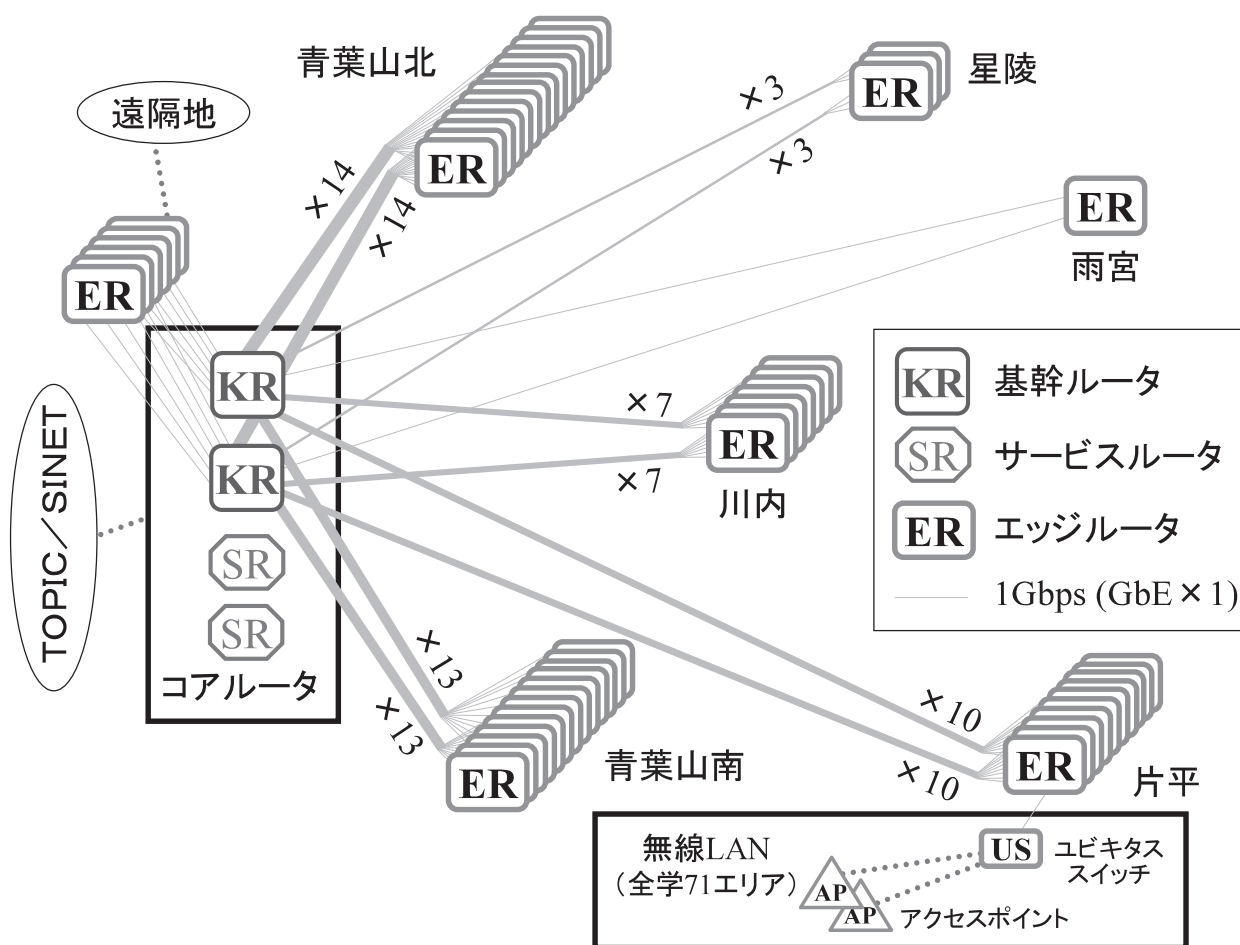 青葉山北
星陵
遠隔地
×3
×3
×14
×14
ER
ER
ER
ER
雨宮
KR
KR
TOPIC/SINET
×7
×7
ER
川内
KR 基幹ルータ
SR サービスルータ
ER エッジルータ
1Gbps (GbE×1)
SR
SR
コアルータ
×13
×13
ER
青葉山南
×10
×10
ER
片平
無線LAN
(全学71エリア)
US
ユビキタス
スイッチ
AP
AP
アクセスポイント